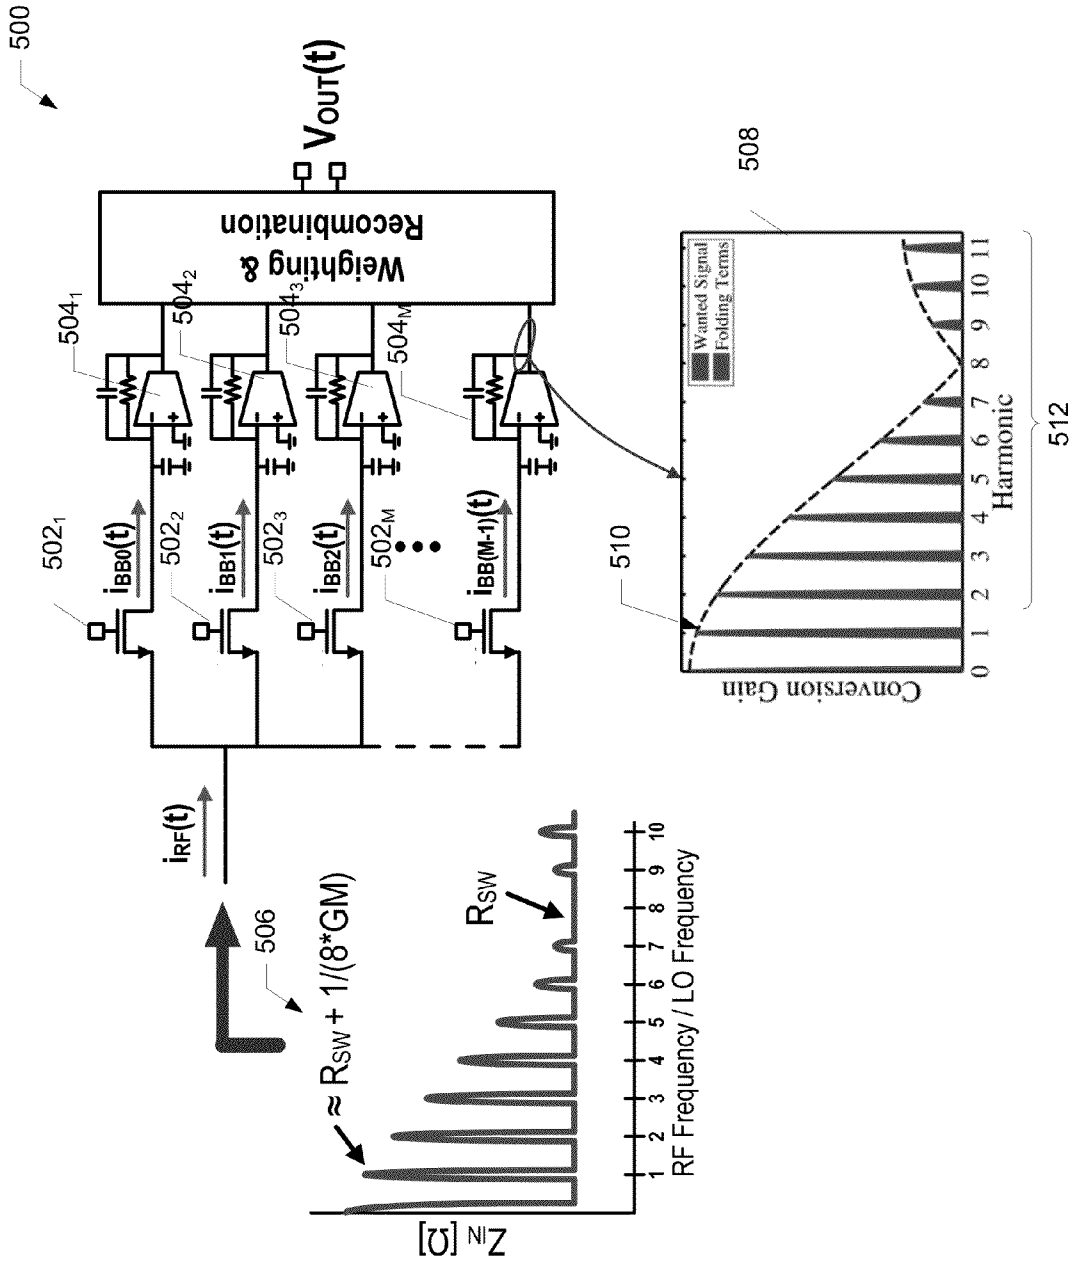 500
502₁
iBB0(t)
504₁
502₂
iBB1(t)
504₂
502₃
iBB2(t)
504₃
502M
iBB(M-1)(t)
504M
Weighting &
Recombination
VOUT(t)
iRF(t)
506
≈ RSW + 1/(8*GM)
RSW
ZIN [Ω]
1 2 3 4 5 6 7 8 9 10
RF Frequency / LO Frequency
508
510
Wanted Signal
Folding Terms
Conversion Gain
0 1 2 3 4 5 6 7 8 9 10 11
Harmonic
512